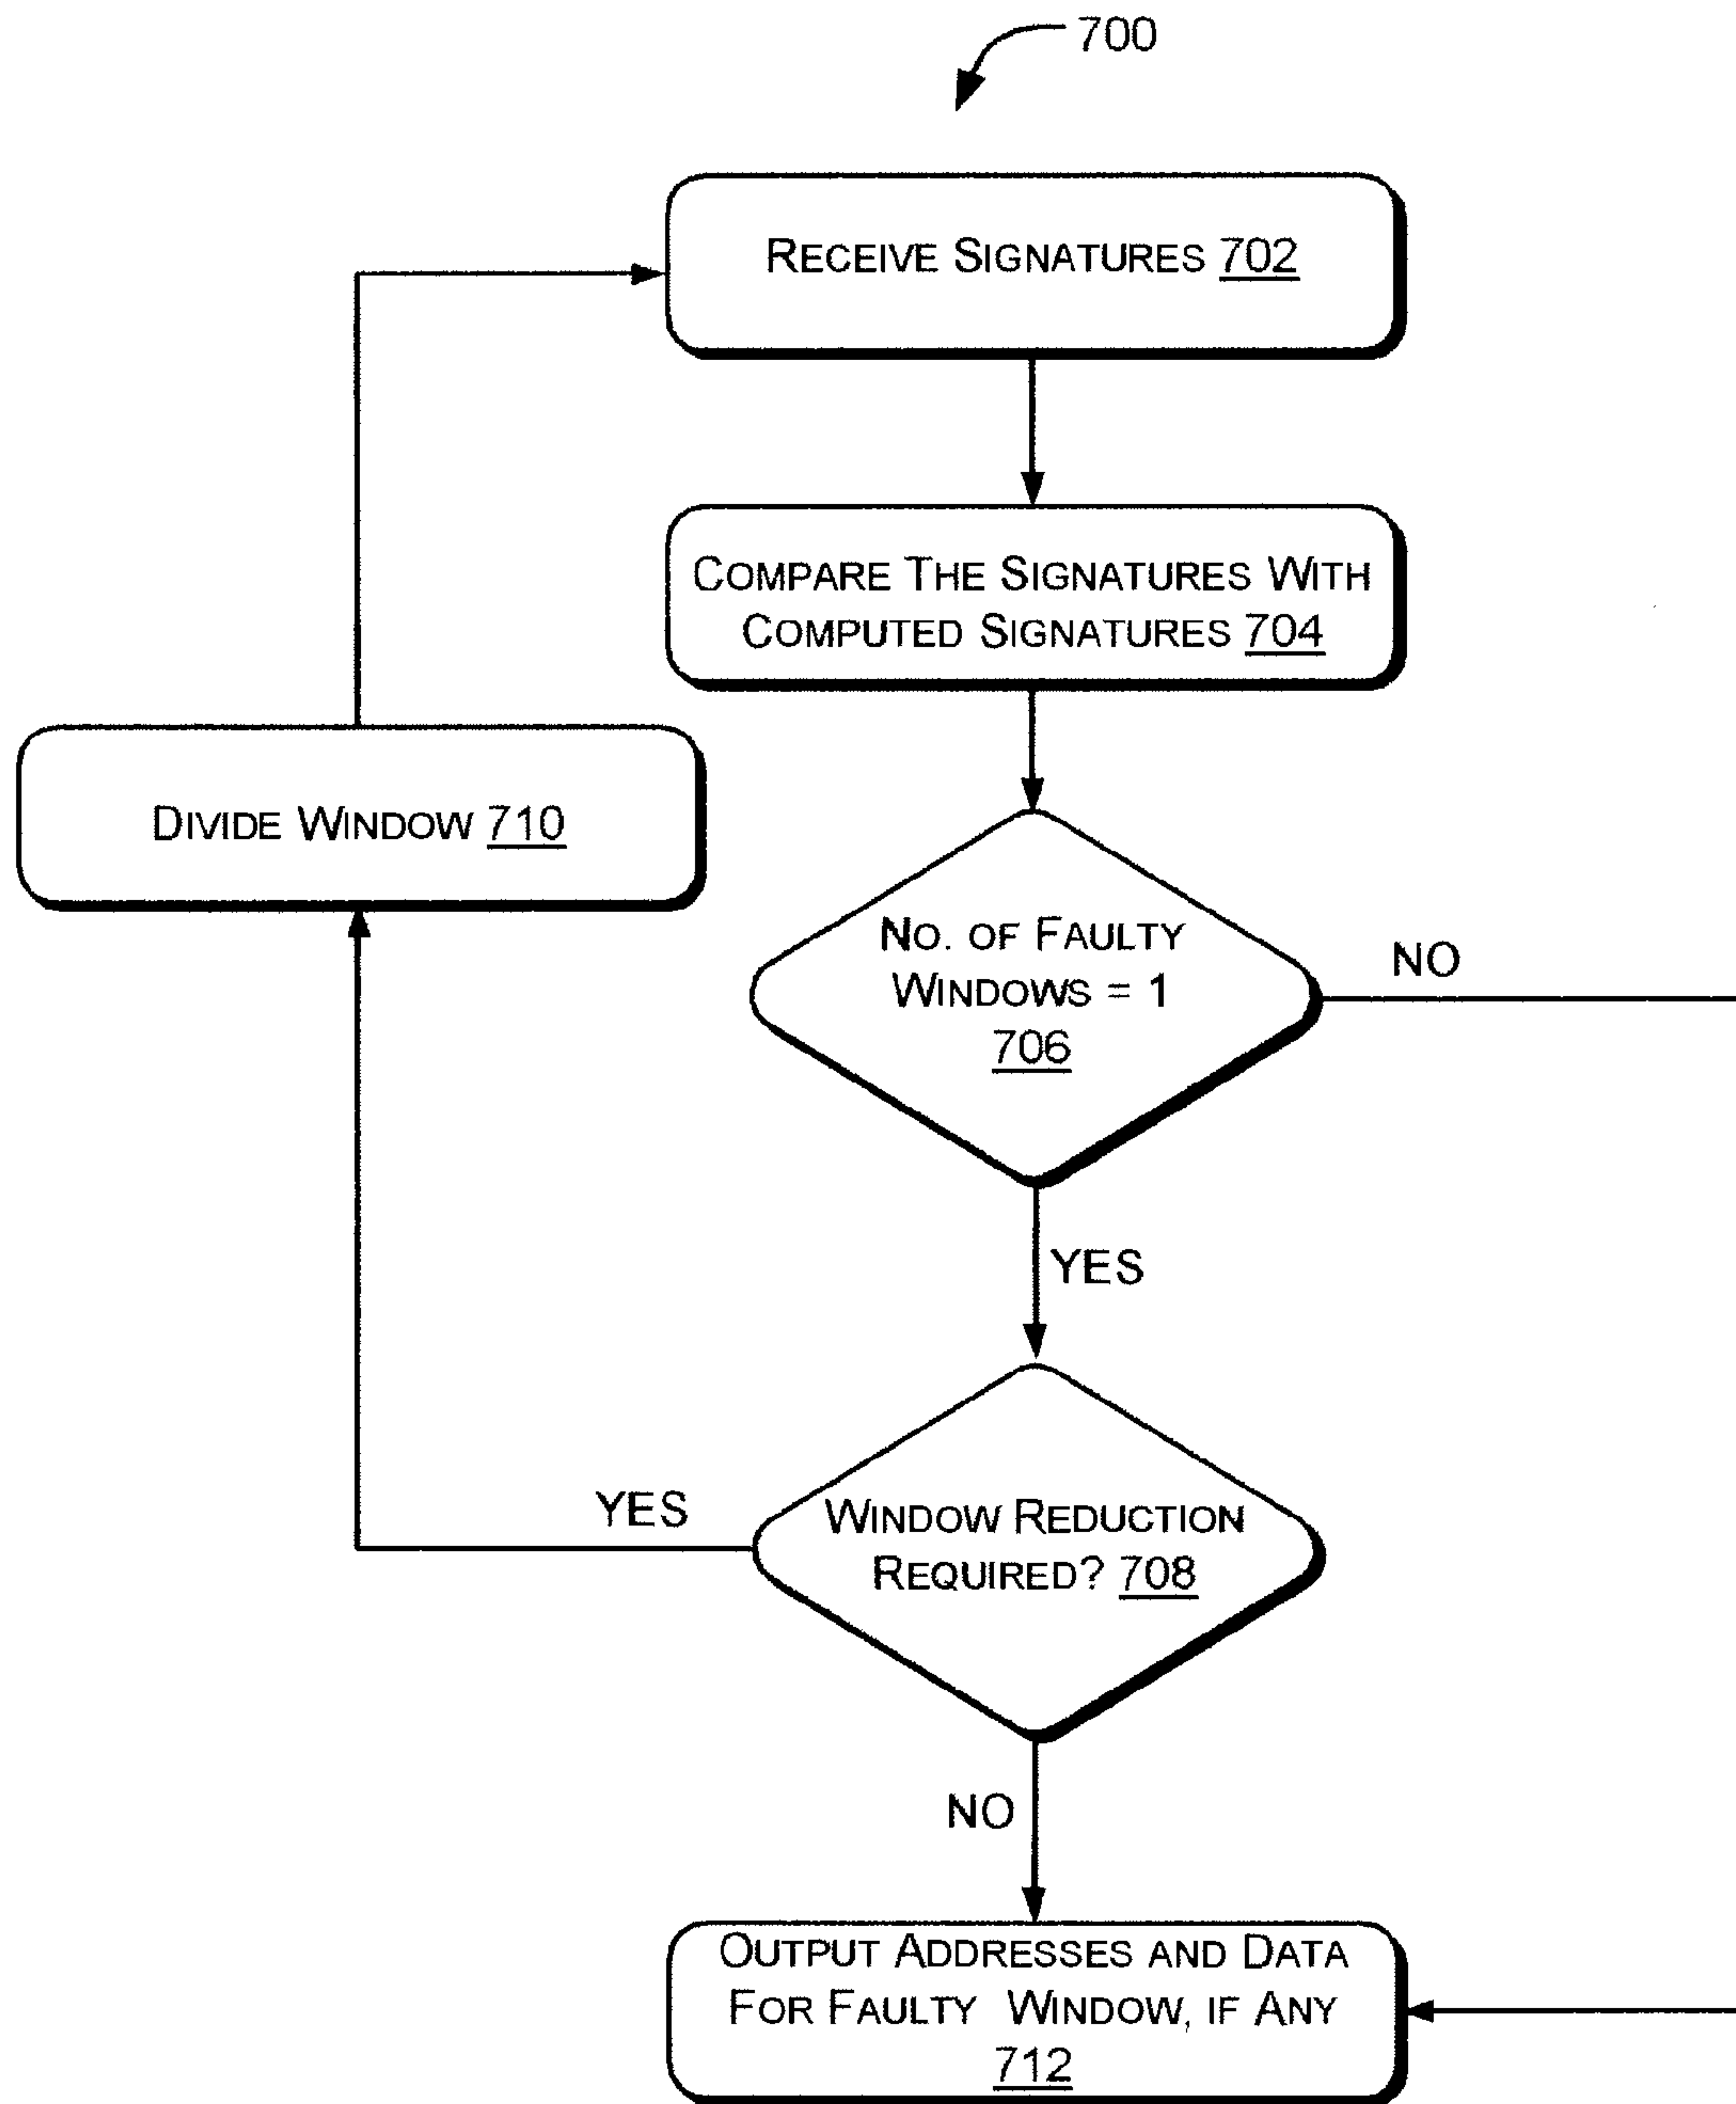 700
RECEIVE SIGNATURES 702
COMPARE THE SIGNATURES WITH
COMPUTED SIGNATURES 704
DIVIDE WINDOW 710
NO. OF FAULTY
WINDOWS = 1
706
NO
YES
WINDOW REDUCTION
REQUIRED? 708
YES
NO
OUTPUT ADDRESSES AND DATA
FOR FAULTY WINDOW, IF ANY
712